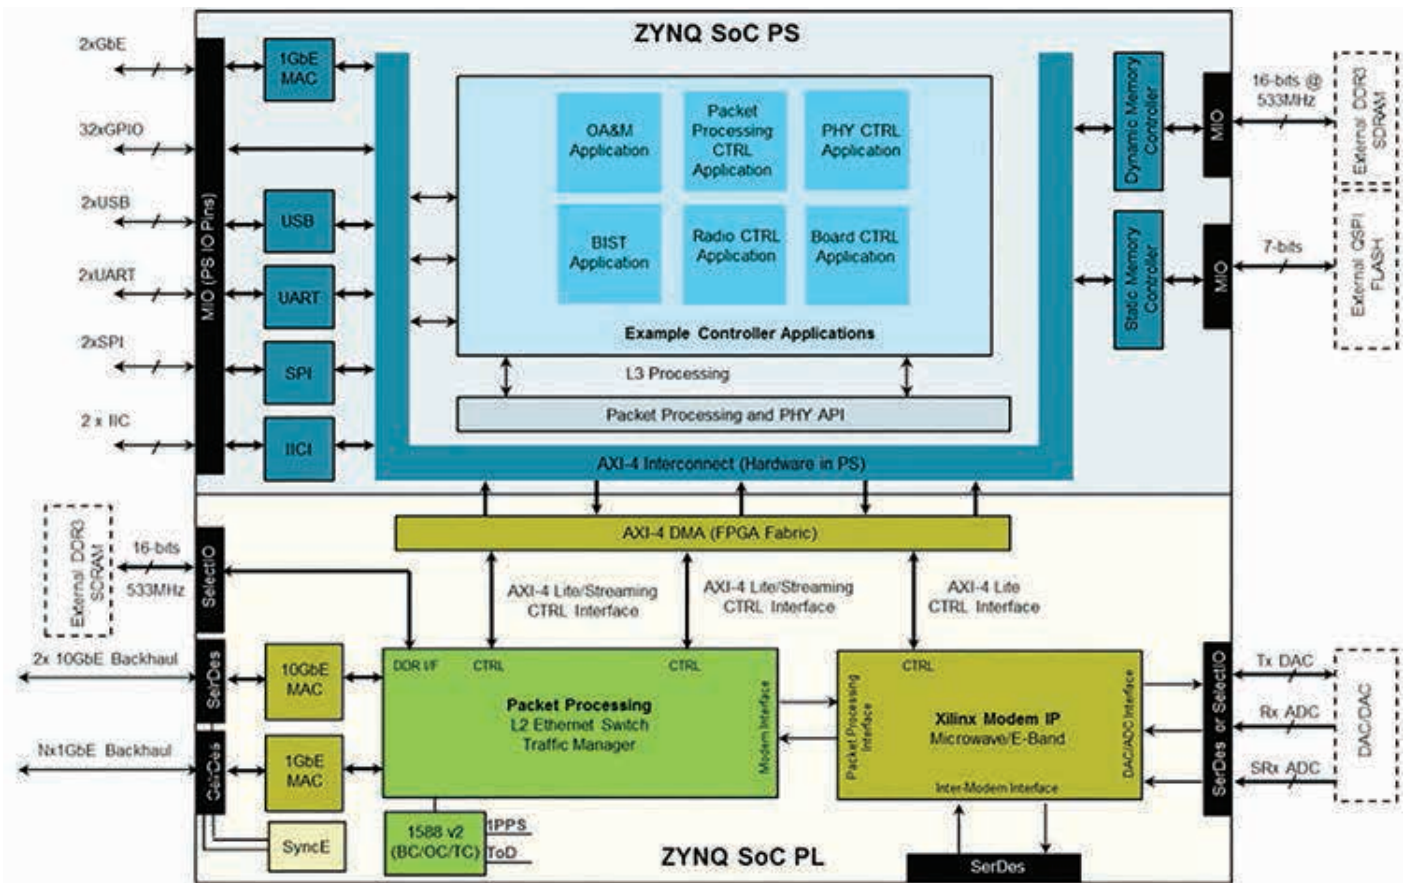 ZYNQ SoC PS
2xGbE
32xGPIO
2xUSB
2xUART
2xSPI
2 x IIC
MIO (PS IO Pins)
1GbE
MAC
USB
UART
SPI
IICI
OA&M
Application
Packet
Processing
CTRL
Application
PHY CTRL
Application
BIST
Application
Radio CTRL
Application
Board CTRL
Application
Example Controller Applications
L3 Processing
Packet Processing and PHY API
AXI-4 Interconnect (Hardware in PS)
Dynamic Memory
Controller
Static Memory
Controller
MIO
MIO
16-bits @
533MHz
7-bits
External DDR3
SDRAM
External QSPI
FLASH
AXI-4 DMA (FPGA Fabric)
External DDR3
SDRAM
16-bits
533MHz
SelectIO
AXI-4 Lite/Streaming
CTRL Interface
AXI-4 Lite/Streaming
CTRL Interface
AXI-4 Lite
CTRL Interface
2x 10GbE Backhaul
Nx1GbE Backhaul
SerDes
SerDes
10GbE
MAC
1GbE
MAC
SyncE
DDR I/F
CTRL
CTRL
Packet Processing
L2 Ethernet Switch
Traffic Manager
Modem Interface
1588 v2
(BC/OC/TC)
1PPS
ToD
CTRL
Packet Processing
Interface
Xilinx Modem IP
Microwave/E-Band
DAC/ADC Interface
Inter-Modem Interface
SerDes or SelectIO
Tx DAC
Rx ADC
SRx ADC
DAC/DAC
SerDes
ZYNQ SoC PL